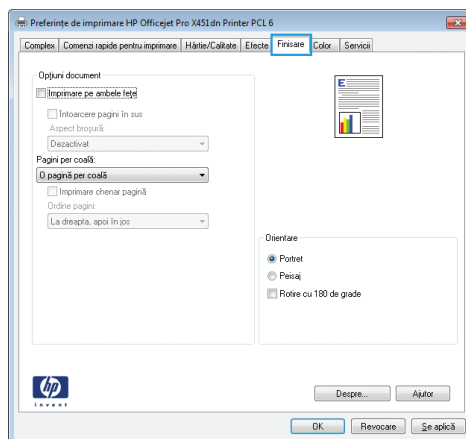 Preferințe de imprimare HP Officejet Pro X451dn Printer PCL 6
Complex
Comenzi rapide pentru imprimare
Hârtie/Calitate
Efecte
Finisare
Color
Servicii
Opțiuni document
Imprimare pe ambele fețe
Întoarcere pagini în sus
Aspect broșură:
Dezactivat
Pagini per coală:
O pagină per coală
Imprimare chenar pagină
Ordine pagini:
La dreapta, apoi în jos
E
Orientare
Portret
Peisaj
Rotire cu 180 de grade
hp
invent
Despre...
Ajutor
OK
Revocare
Se aplică